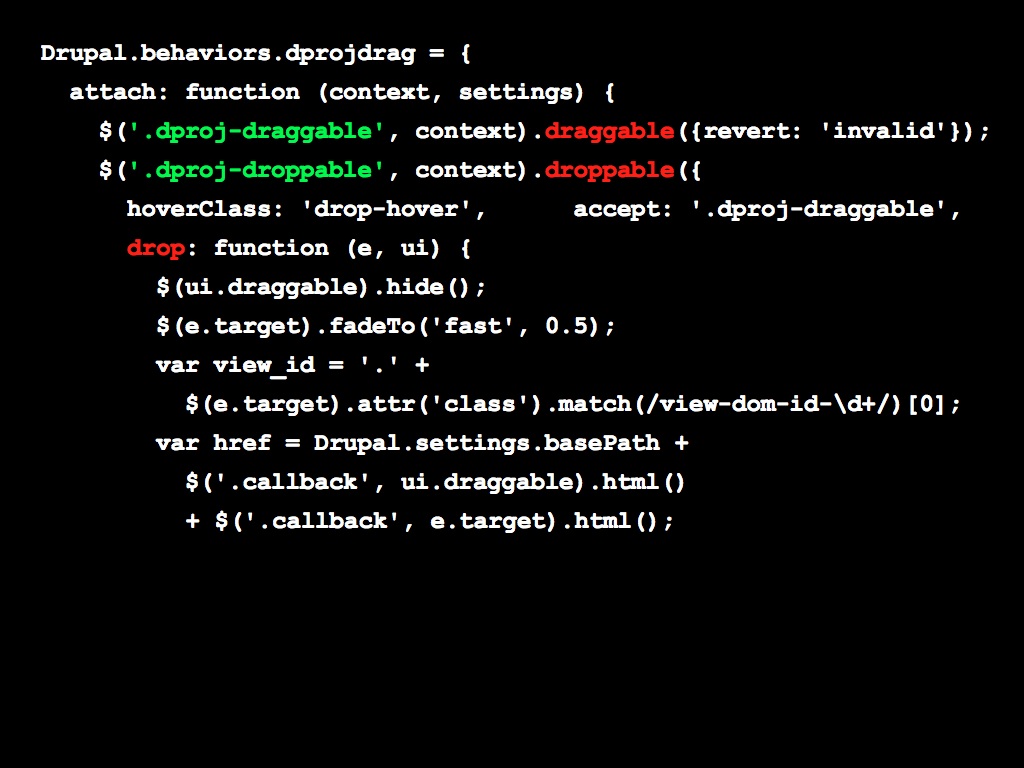 Drupal.behaviors.dprojdrag = {
  attach: function (context, settings) {
    $('.dproj-draggable', context).draggable({revert: 'invalid'});
    $('.dproj-droppable', context).droppable({
      hoverClass: 'drop-hover',      accept: '.dproj-draggable',
      drop: function (e, ui) {
        $(ui.draggable).hide();
        $(e.target).fadeTo('fast', 0.5);
        var view_id = '.' +
          $(e.target).attr('class').match(/view-dom-id-\d+/)[0];
        var href = Drupal.settings.basePath +
          $('.callback', ui.draggable).html()
          + $('.callback', e.target).html();